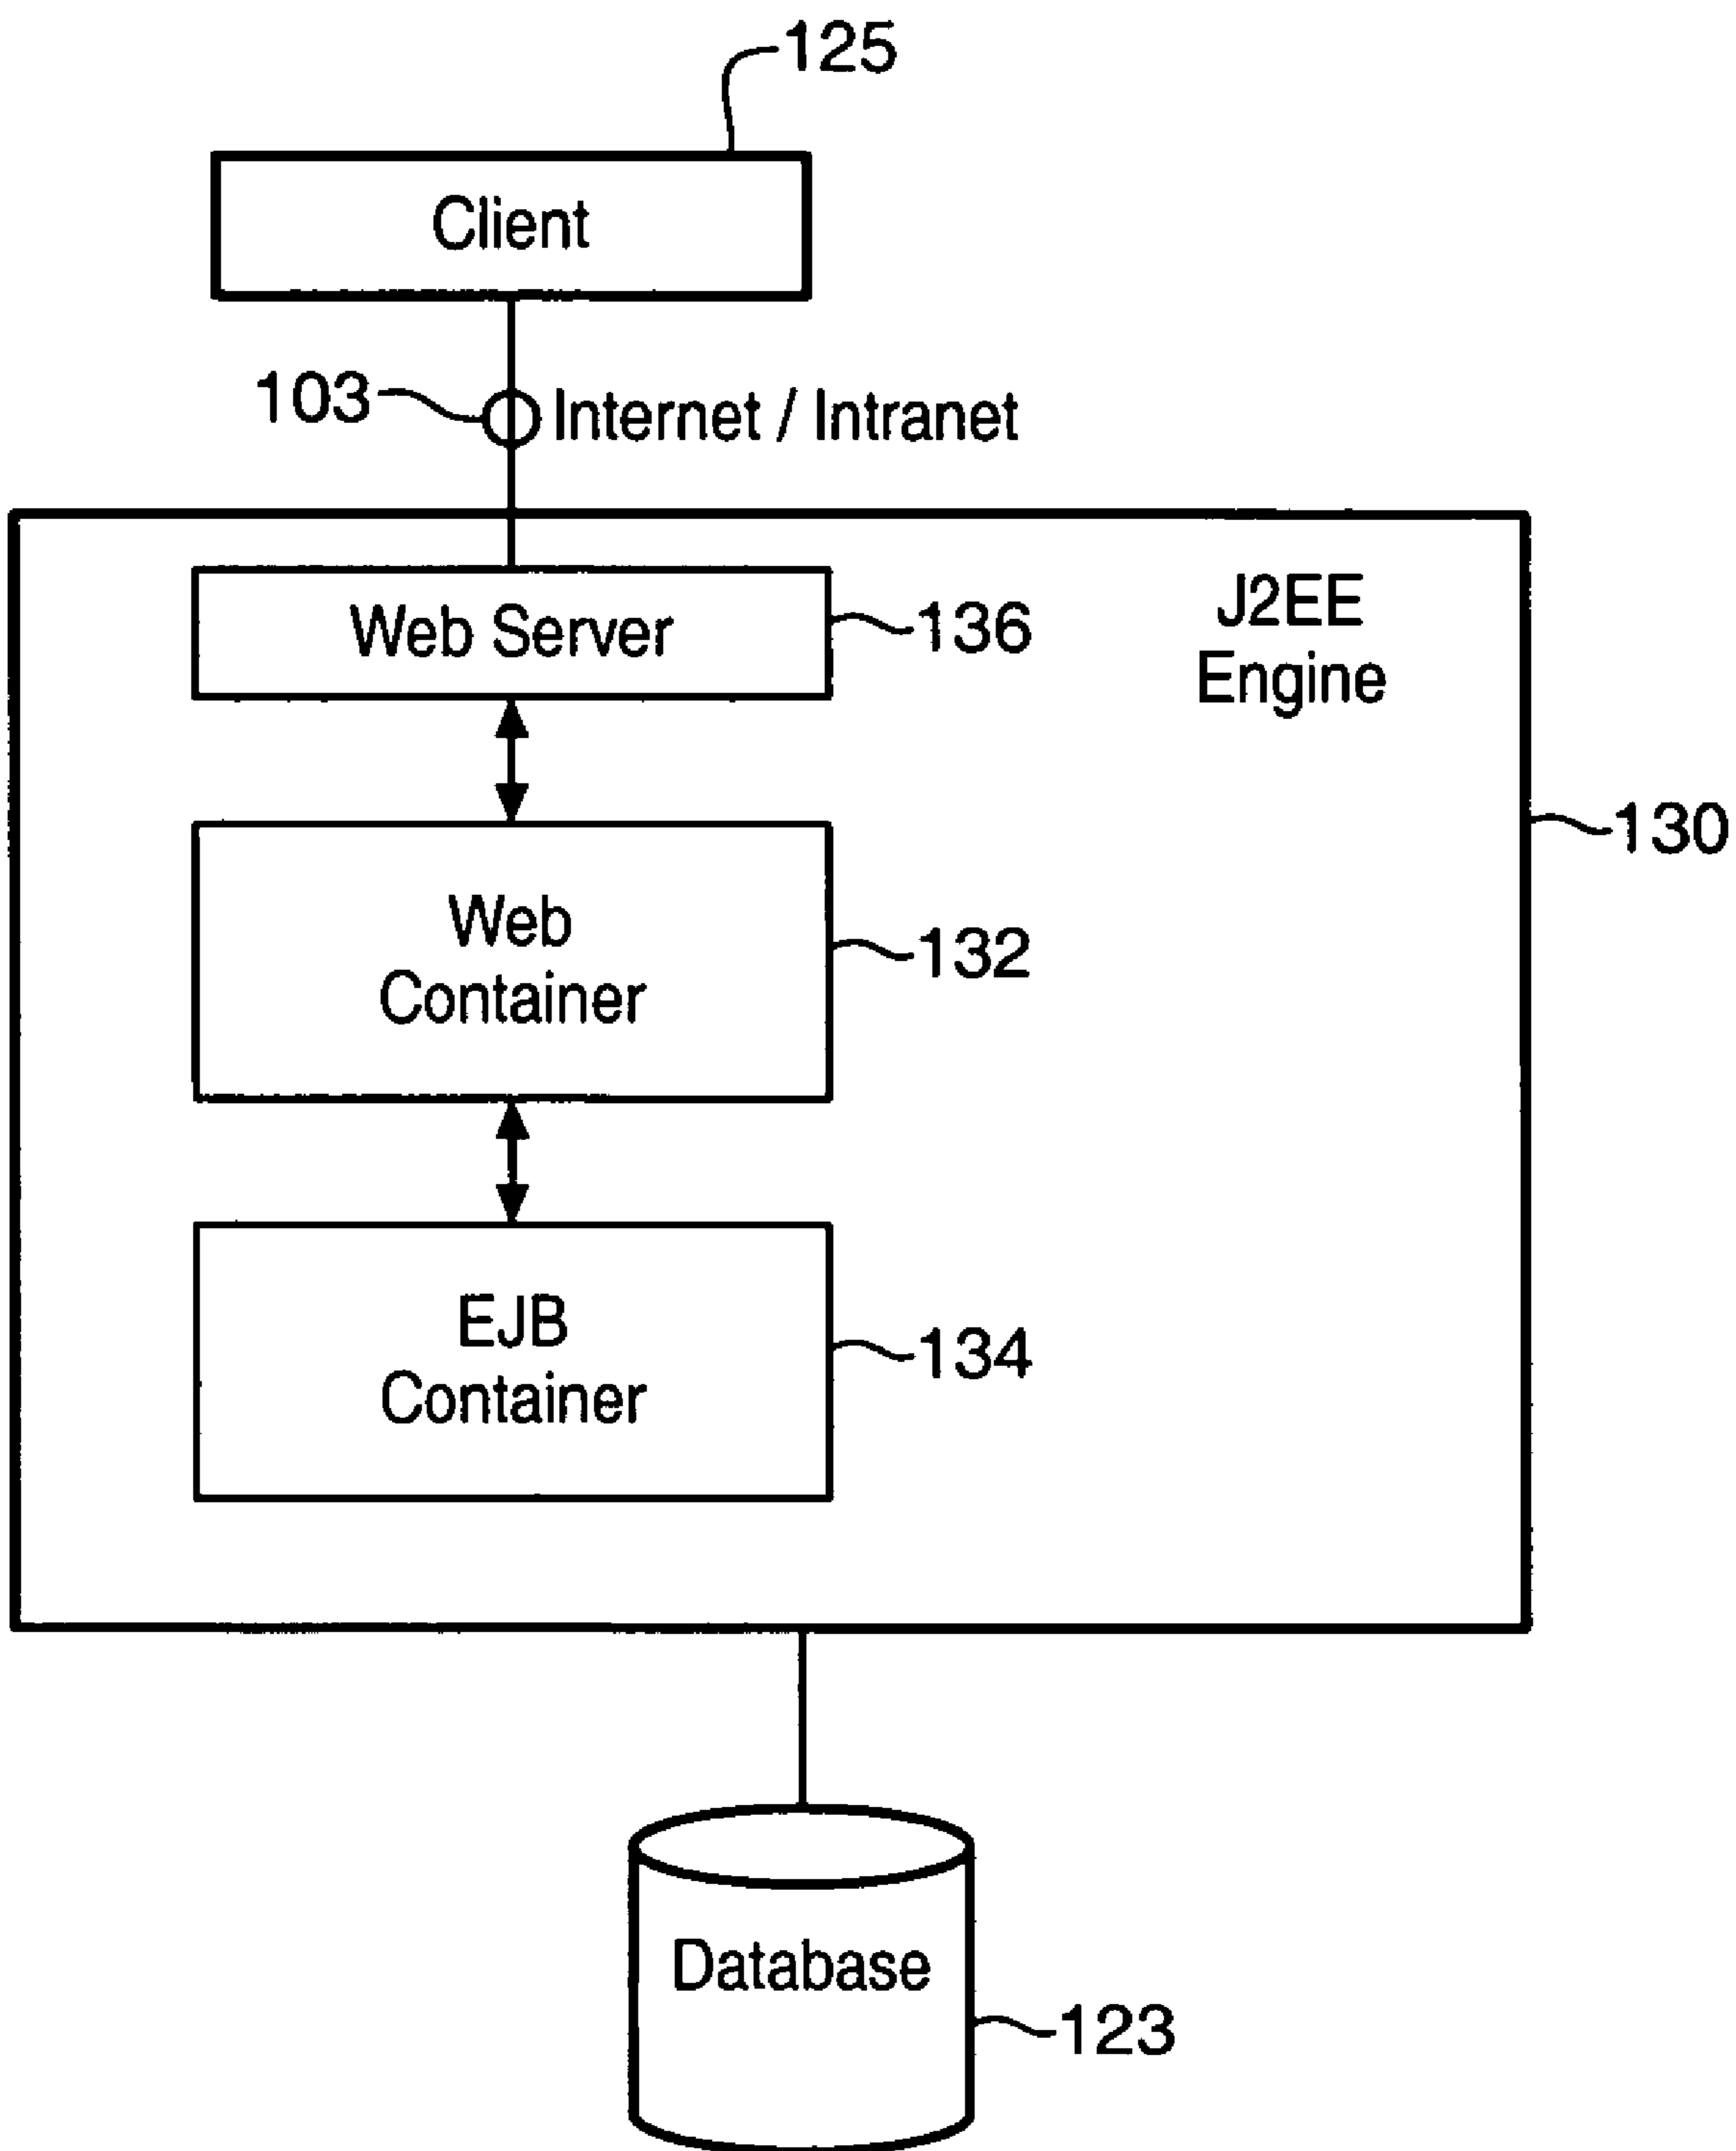 125
Client
103
Internet / Intranet
Web Server
136
J2EE
Engine
130
Web
Container
132
EJB
Container
134
Database
123